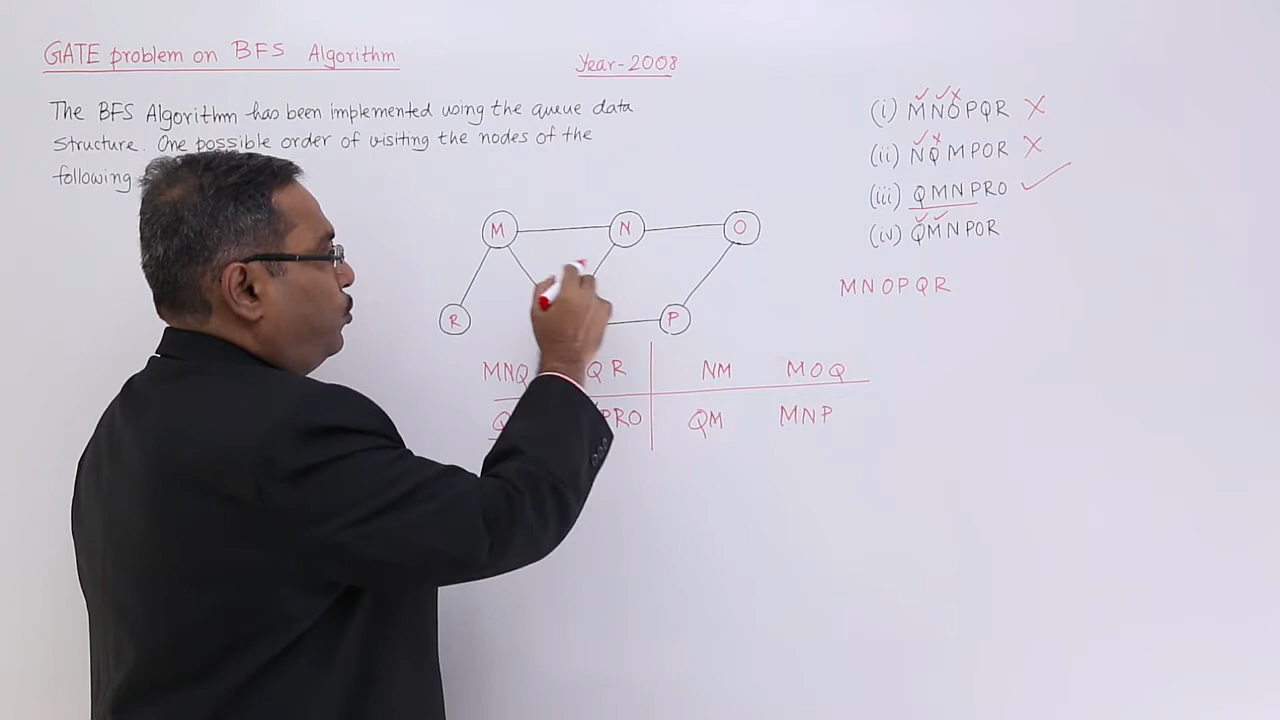 GATE problem on BFS Algorithm
Year-2008
The BFS Algorithm has been implemented using the queue data
structure. One possible order of visiting the nodes of the
following
(i) MNOPQR X
(ii) NQMPOR X
(iii) QMNPRO ✓
(iv) QMNPOR
MNOPQR
M N O
R P
MNQ QR NM MOQ
Q PRO QM MNP